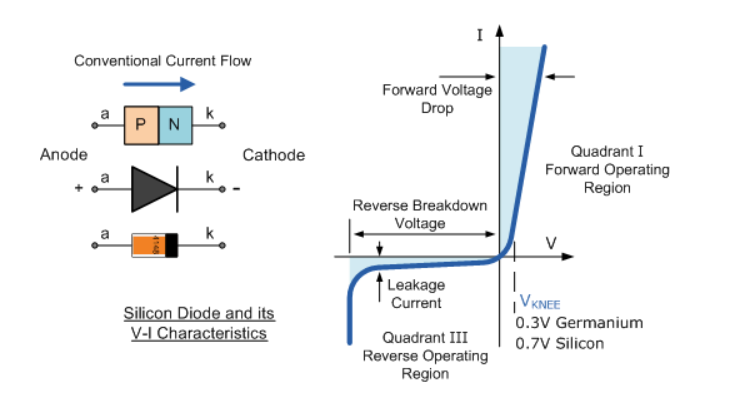 Conventional Current Flow
a
P
N
k
Anode
Cathode
a
k
+
-
a
4148
k
Silicon Diode and its
V-I Characteristics
I
Forward Voltage
Drop
Quadrant I
Forward Operating
Region
Reverse Breakdown
Voltage
V
Leakage
Current
VKNEE
0.3V Germanium
0.7V Silicon
Quadrant III
Reverse Operating
Region